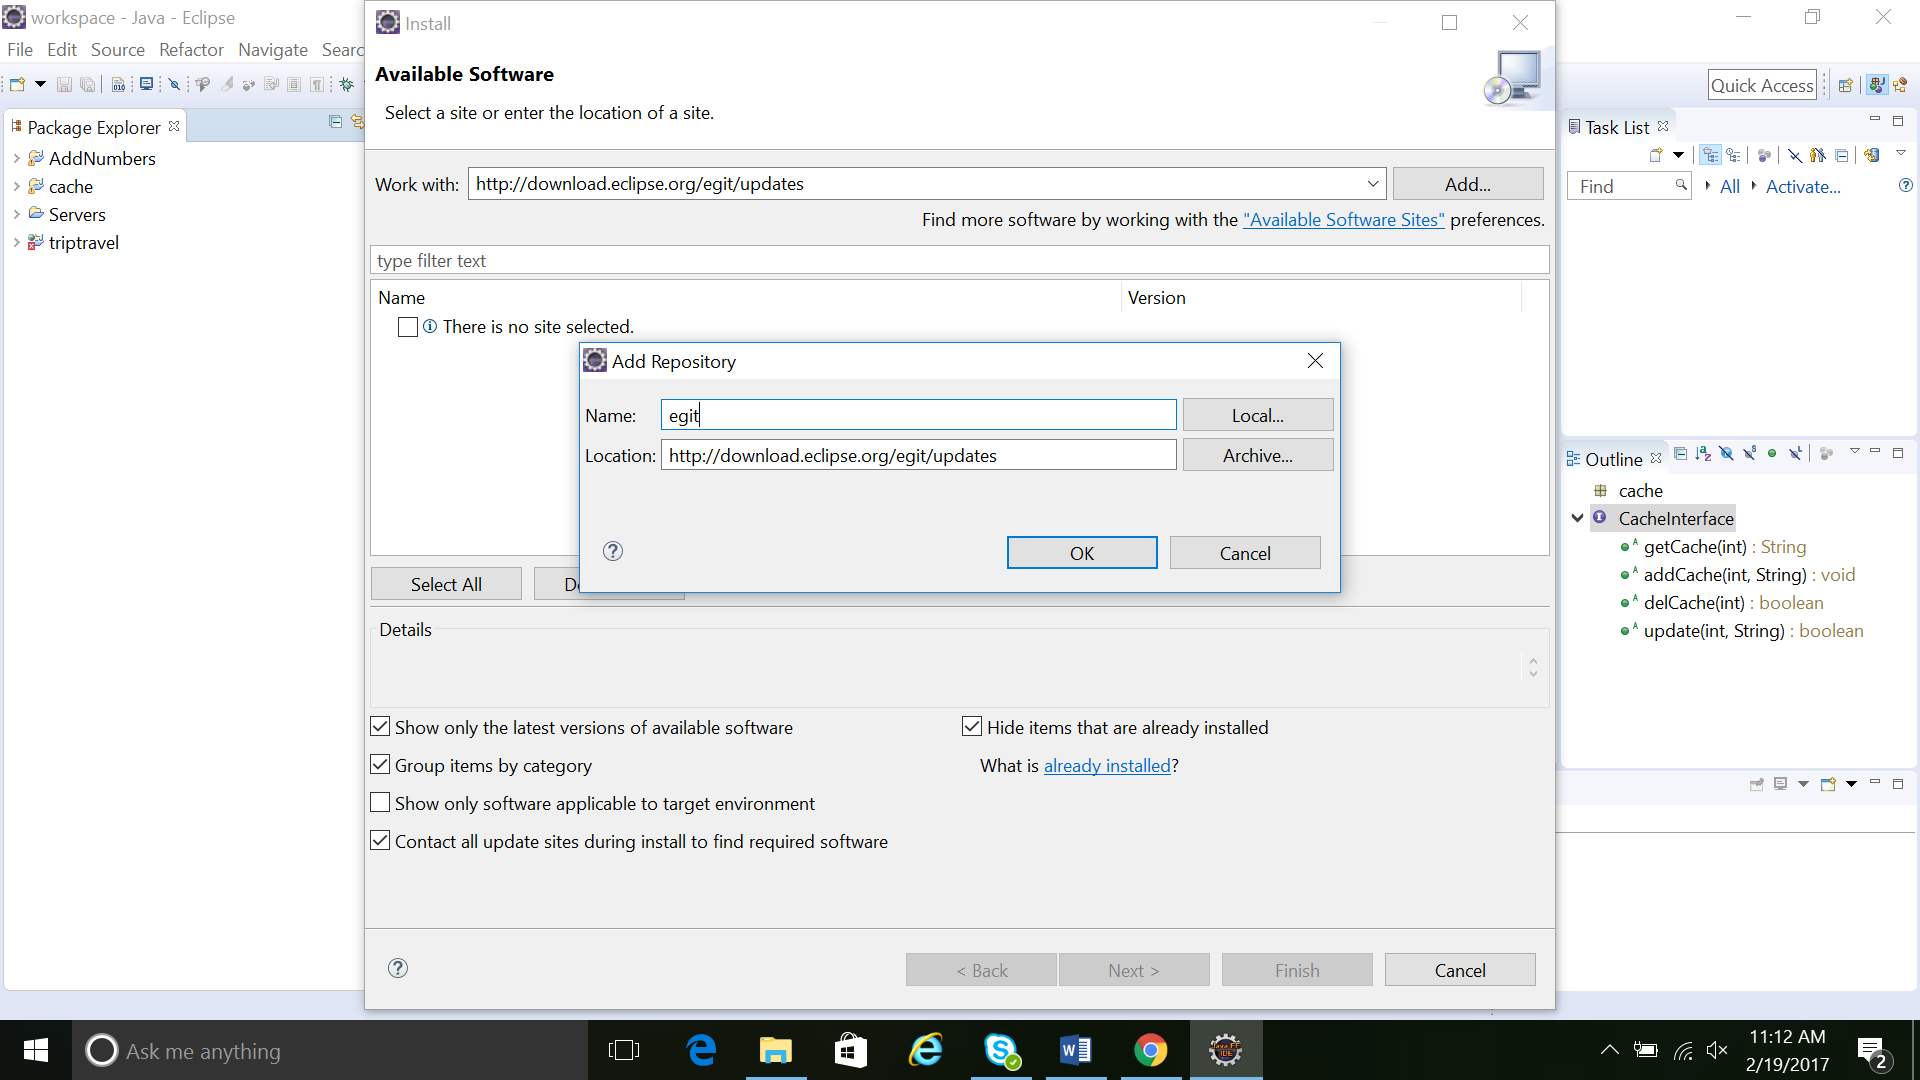 workspace - Java - Eclipse
File Edit Source Refactor Navigate
Quick Access
Package Explorer
AddNumbers
cache
Servers
triptravel
Install
Available Software
Select a site or enter the location of a site.
Work with: http://download.eclipse.org/egit/updates Add...
Find more software by working with the "Available Software Sites" preferences.
type filter text
Name Version
There is no site selected.
Add Repository
Name: egit Local...
Location: http://download.eclipse.org/egit/updates Archive...
OK Cancel
Select All
Details
Show only the latest versions of available software
Hide items that are already installed
Group items by category
What is already installed?
Show only software applicable to target environment
Contact all update sites during install to find required software
< Back Next > Finish Cancel
Task List
Find All Activate...
Outline
cache
CacheInterface
getCache(int) : String
addCache(int, String) : void
delCache(int) : boolean
update(int, String) : boolean
Ask me anything
11:12 AM
2/19/2017
2